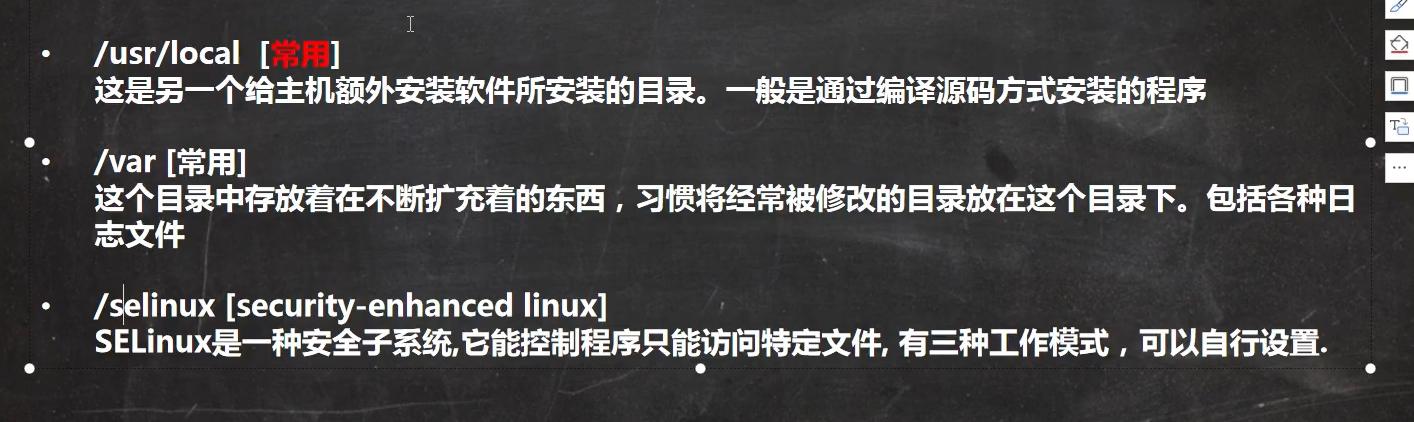 • /usr/local [常用]
这是另一个给主机额外安装软件所安装的目录。一般是通过编译源码方式安装的程序
• /var [常用]
这个目录中存放着在不断扩充着的东西，习惯将经常被修改的目录放在这个目录下。包括各种日
志文件
• /selinux [security-enhanced linux]
SELinux是一种安全子系统,它能控制程序只能访问特定文件, 有三种工作模式，可以自行设置.